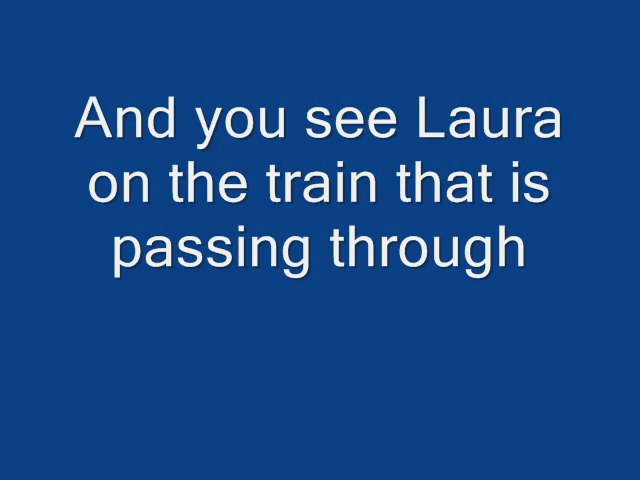 And you see Laura
on the train that is
passing through